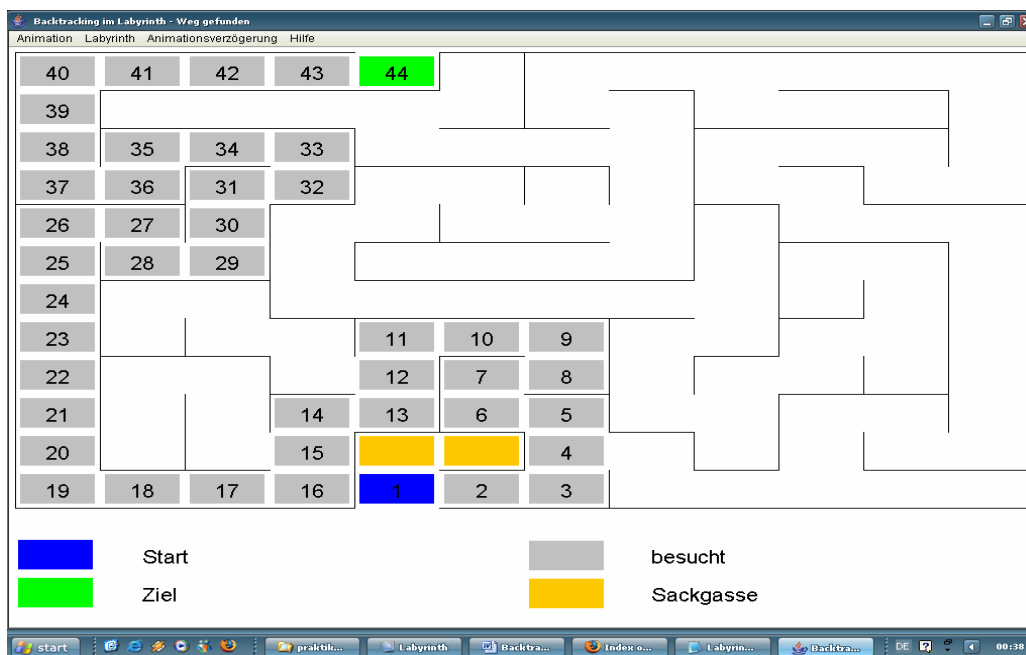 Backtracking im Labyrinth - Weg gefunden
Animation Labyrinth Animationsverzögerung Hilfe
40 41 42 43 44
39
38 35 34 33
37 36 31 32
26 27 30
25 28 29
24
23 11 10 9
22 12 7 8
21 14 13 6 5
20 15 4
19 18 17 16 1 2 3
Start besucht
Ziel Sackgasse
start praktik... Labyrinth Backtra... Index o... Labyrin... Backtra... DE 00:38